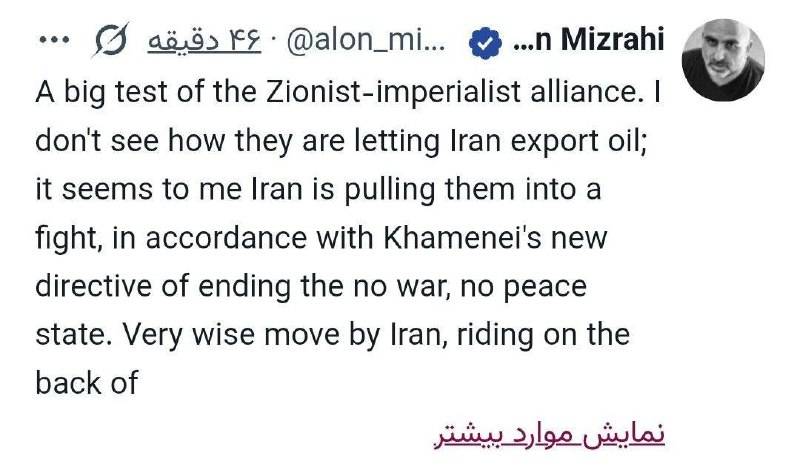 ...n Mizrahi @alon_mi... · ۴۶ دقیقه
A big test of the Zionist-imperialist alliance. I
don't see how they are letting Iran export oil;
it seems to me Iran is pulling them into a
fight, in accordance with Khamenei's new
directive of ending the no war, no peace
state. Very wise move by Iran, riding on the
back of
نمایش موارد بیشتر